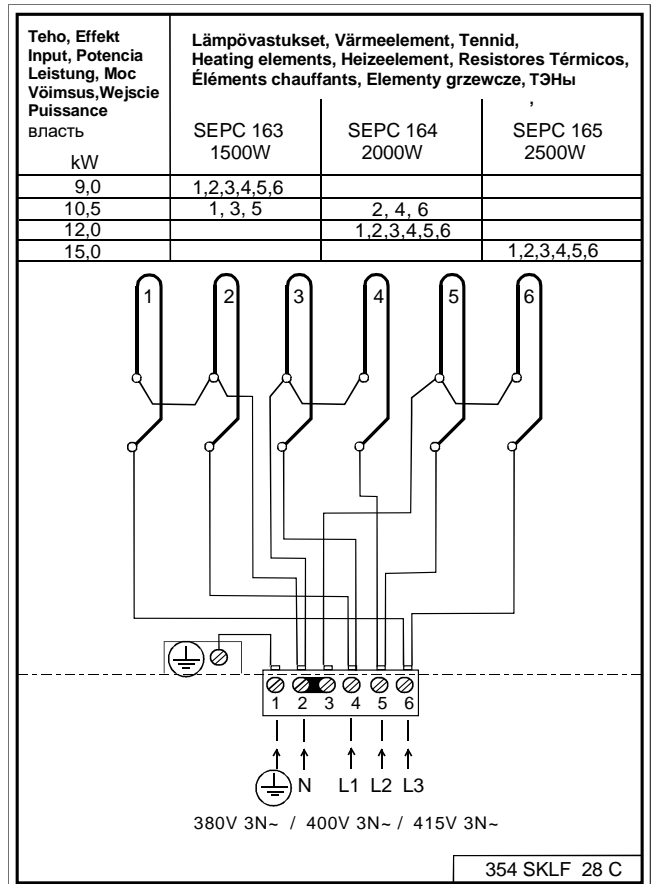 Teho, Effekt
Input, Potencia
Leistung, Moc
Vöimsus,Wejscie
Puissance
власть
kW
Lämpövastukset, Värmeelement, Tennid,
Heating elements, Heizeelement, Resistores Térmicos,
Éléments chauffants, Elementy grzewcze, ТЭНы
,
SEPC 163 SEPC 164 SEPC 165
1500W 2000W 2500W
9,0 1,2,3,4,5,6
10,5 1, 3, 5 2, 4, 6
12,0 1,2,3,4,5,6
15,0 1,2,3,4,5,6
1 2 3 4 5 6
1 2 3 4 5 6
N L1 L2 L3
380V 3N~ / 400V 3N~ / 415V 3N~
354 SKLF 28 C